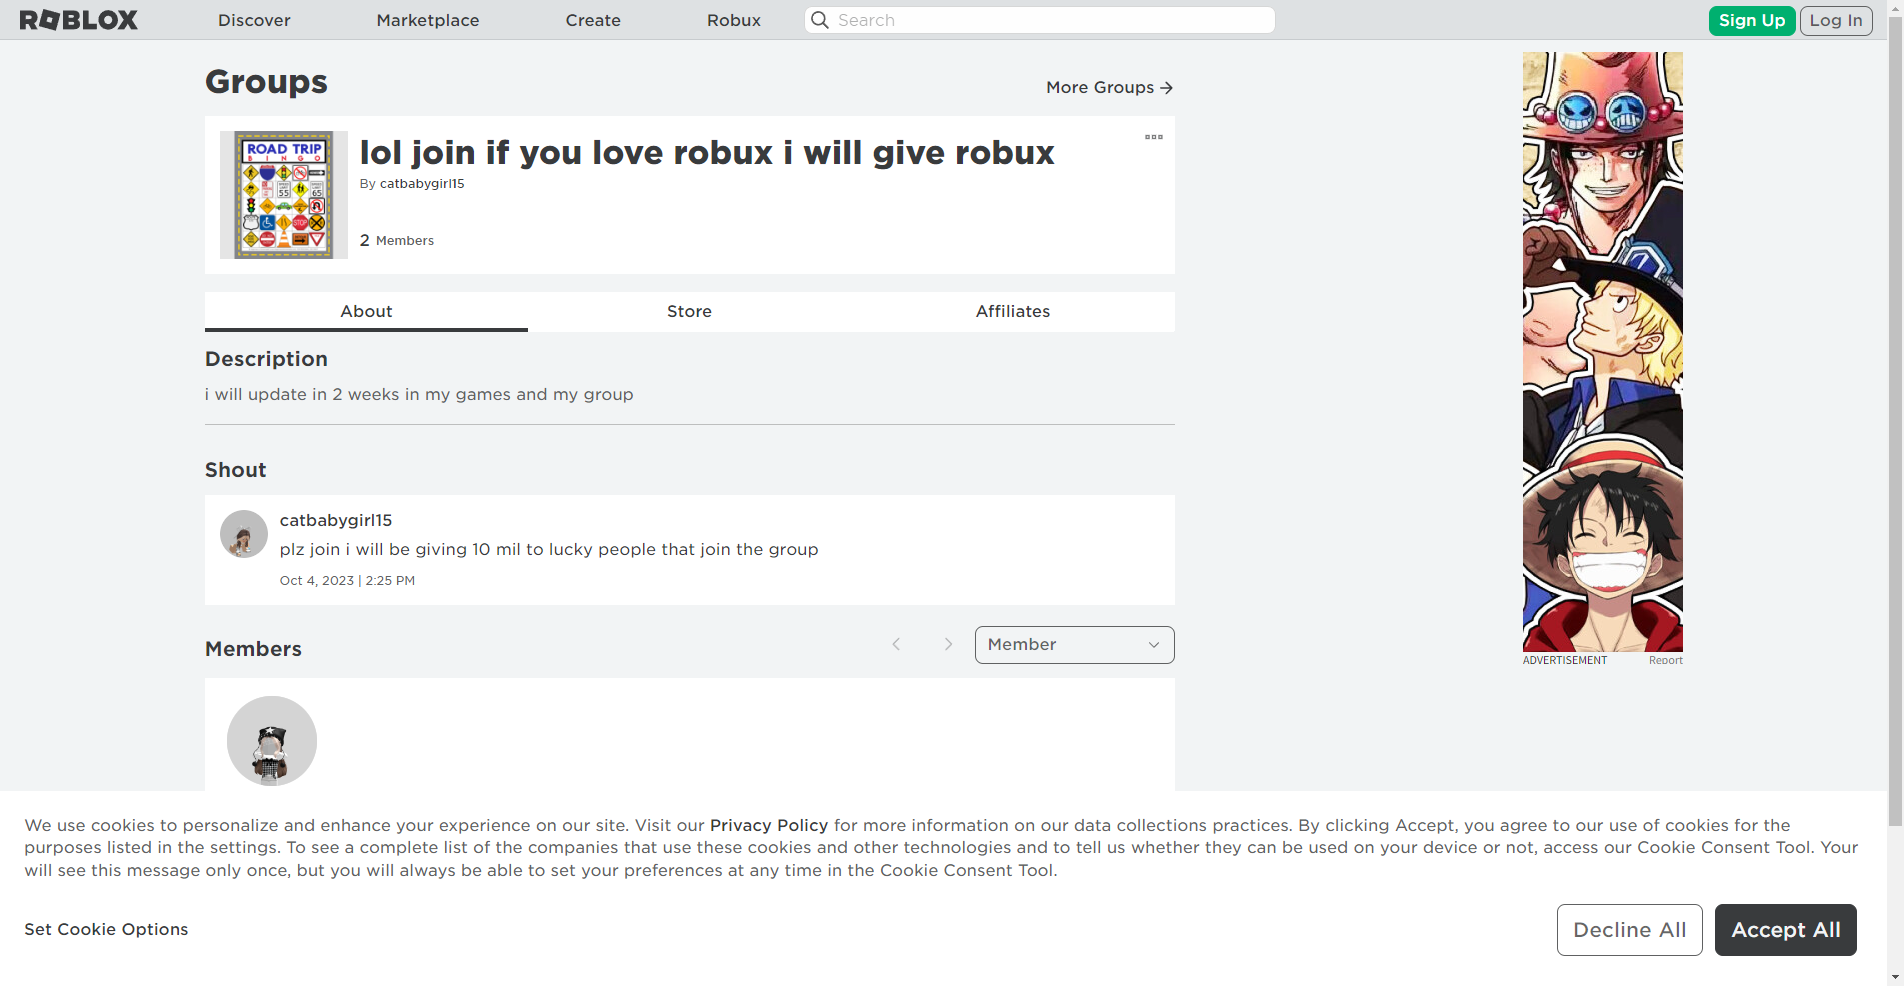 ROBLOX
Discover
Marketplace
Create
Robux
Search
Sign Up
Log In
Groups
More Groups →
ROAD TRIP
BINGO
lol join if you love robux i will give robux
By catbabygirl15
2 Members
About
Store
Affiliates
Description
i will update in 2 weeks in my games and my group
Shout
catbabygirl15
plz join i will be giving 10 mil to lucky people that join the group
Oct 4, 2023 | 2:25 PM
Members
Member
ADVERTISEMENT
Report
We use cookies to personalize and enhance your experience on our site. Visit our Privacy Policy for more information on our data collections practices. By clicking Accept, you agree to our use of cookies for the
purposes listed in the settings. To see a complete list of the companies that use these cookies and other technologies and to tell us whether they can be used on your device or not, access our Cookie Consent Tool. Your
will see this message only once, but you will always be able to set your preferences at any time in the Cookie Consent Tool.
Set Cookie Options
Decline All
Accept All